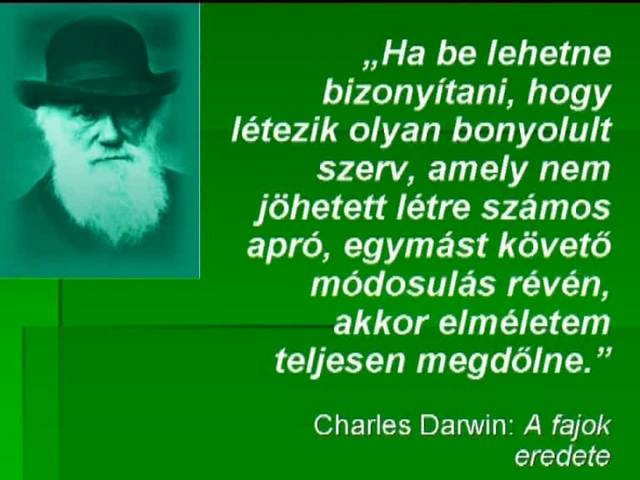 „Ha be lehetne
bizonyítani, hogy
létezik olyan bonyolult
szerv, amely nem
jöhetett létre számos
apró, egymást követő
módosulás révén,
akkor elméletem
teljesen megdőlne.”
Charles Darwin: A fajok
eredete